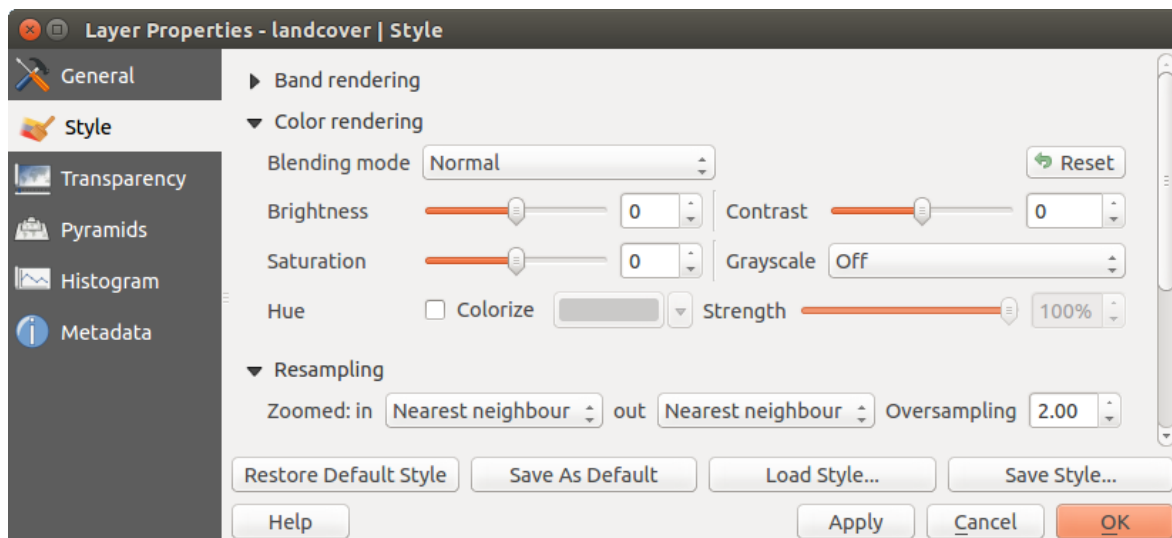 Layer Properties - landcover | Style
General
Style
Transparency
Pyramids
Histogram
Metadata
Band rendering
Color rendering
Blending mode Normal Reset
Brightness 0 Contrast 0
Saturation 0 Grayscale Off
Hue Colorize Strength 100%
Resampling
Zoomed: in Nearest neighbour out Nearest neighbour Oversampling 2.00
Restore Default Style Save As Default Load Style... Save Style...
Help Apply Cancel OK